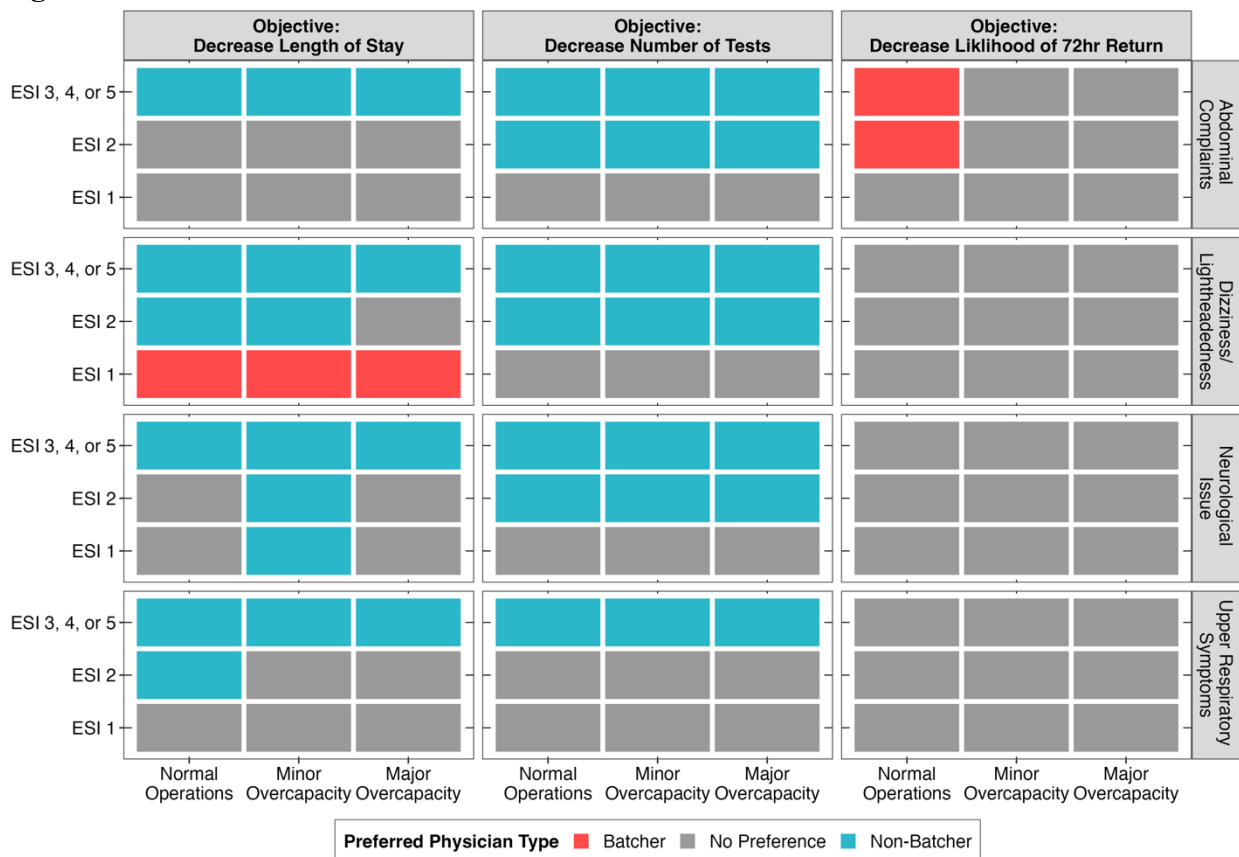 Objective:
Decrease Length of Stay
Objective:
Decrease Number of Tests
Objective:
Decrease Liklihood of 72hr Return
ESI 3, 4, or 5
ESI 2
ESI 1
Abdominal
Complaints
ESI 3, 4, or 5
ESI 2
ESI 1
Dizziness/
Lightheadedness
ESI 3, 4, or 5
ESI 2
ESI 1
Neurological
Issue
ESI 3, 4, or 5
ESI 2
ESI 1
Upper Respiratory
Symptoms
Normal
Operations
Minor
Overcapacity
Major
Overcapacity
Normal
Operations
Minor
Overcapacity
Major
Overcapacity
Normal
Operations
Minor
Overcapacity
Major
Overcapacity
Preferred Physician Type Batcher No Preference Non-Batcher